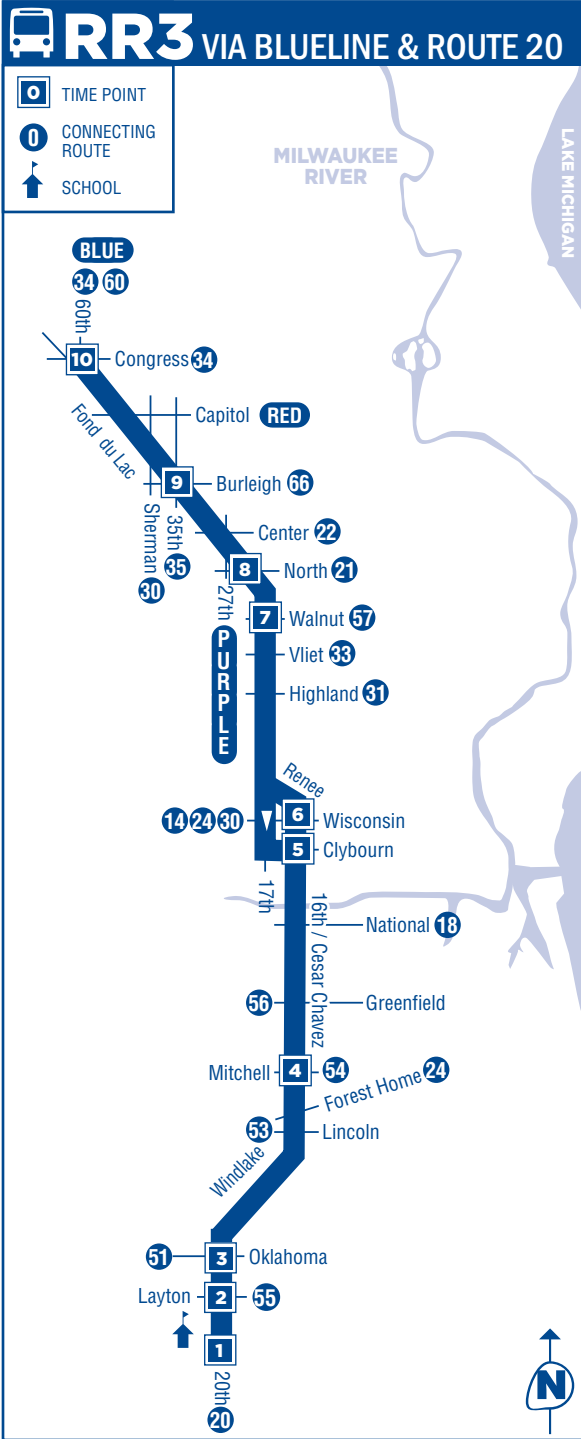 RR3 VIA BLUELINE & ROUTE 20
0 TIME POINT
0 CONNECTING
ROUTE
SCHOOL
MILWAUKEE
RIVER
LAKE MICHIGAN
BLUE
34 60
60th
10 Congress 34
Fond du Lac
Capitol RED
9 Burleigh 66
Sherman
30
35th
35
Center 22
8 North 21
27th
PURPLE
7 Walnut 57
Vliet 33
Highland 31
Renee
14 24 30 6 Wisconsin
5 Clybourn
17th
16th / Cesar Chavez
National 18
56 Greenfield
Mitchell 4 54
Forest Home 24
53 Lincoln
Windlake
51 3 Oklahoma
Layton 2 55
1
20th
20
N